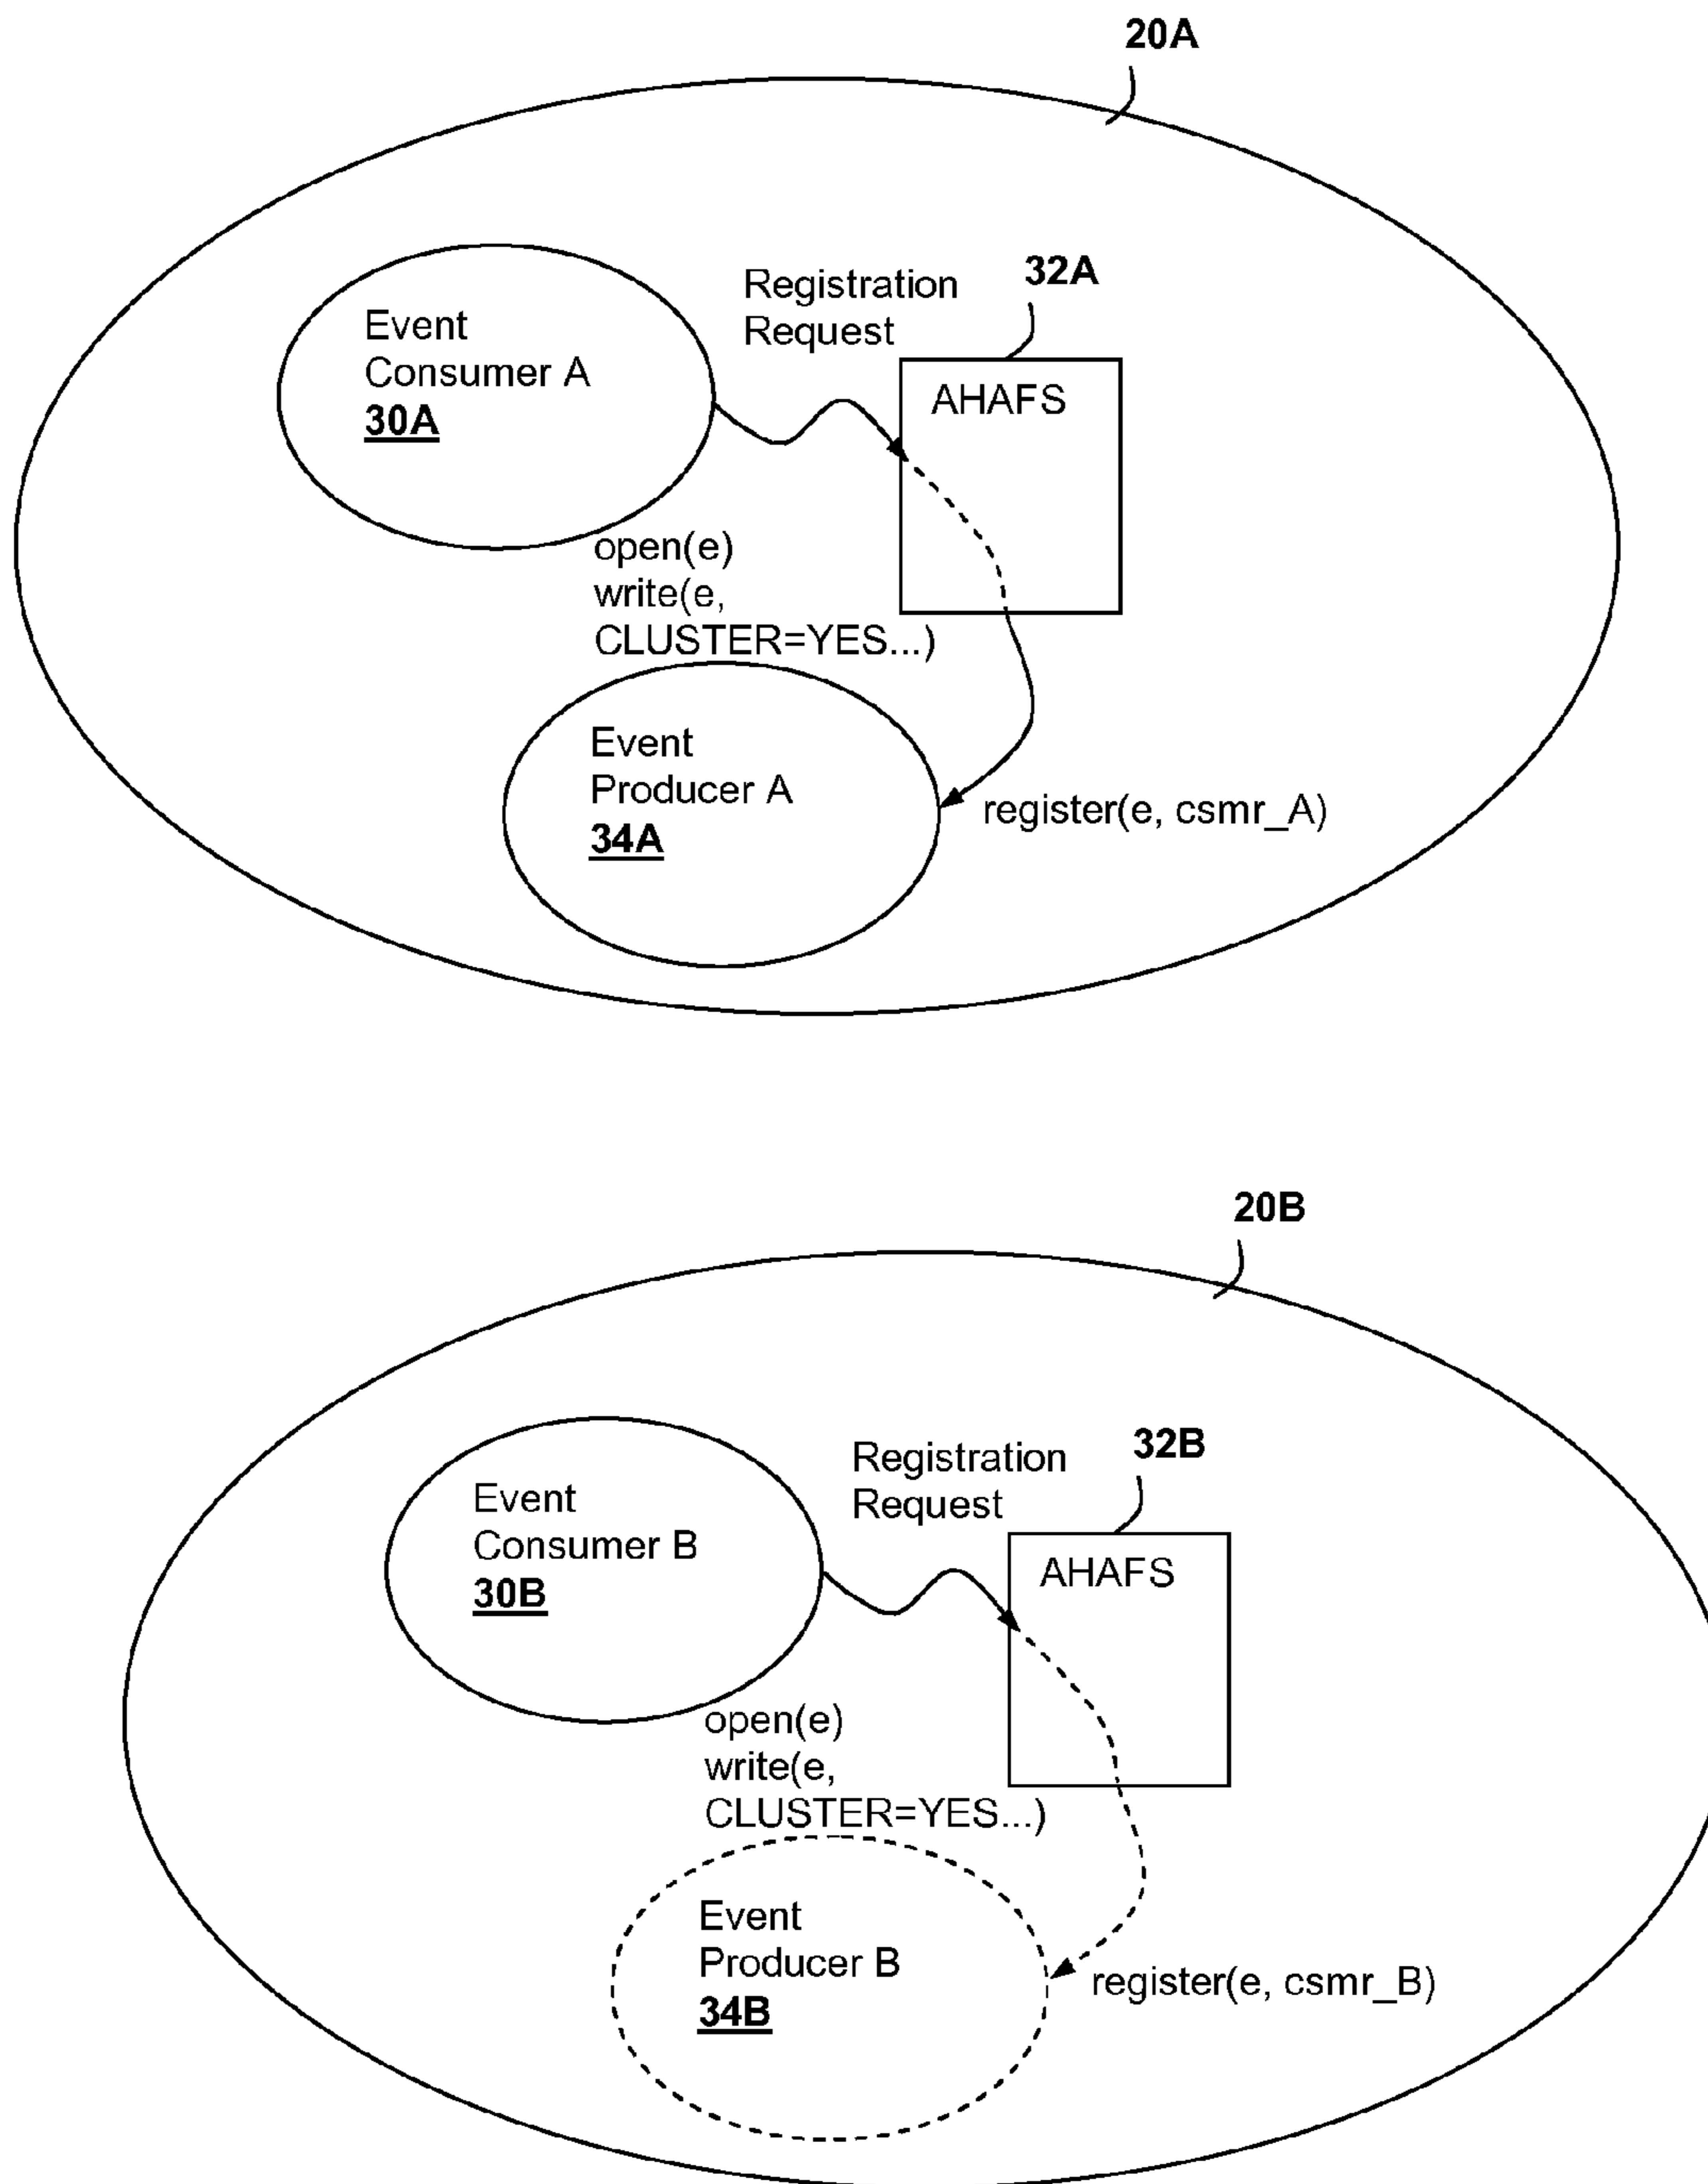 20A
Event
Consumer A
30A
Registration
Request
32A
AHAFS
open(e)
write(e,
CLUSTER=YES...)
Event
Producer A
34A
register(e, csmr_A)
20B
Event
Consumer B
30B
Registration
Request
32B
AHAFS
open(e)
write(e,
CLUSTER=YES...)
Event
Producer B
34B
register(e, csmr_B)